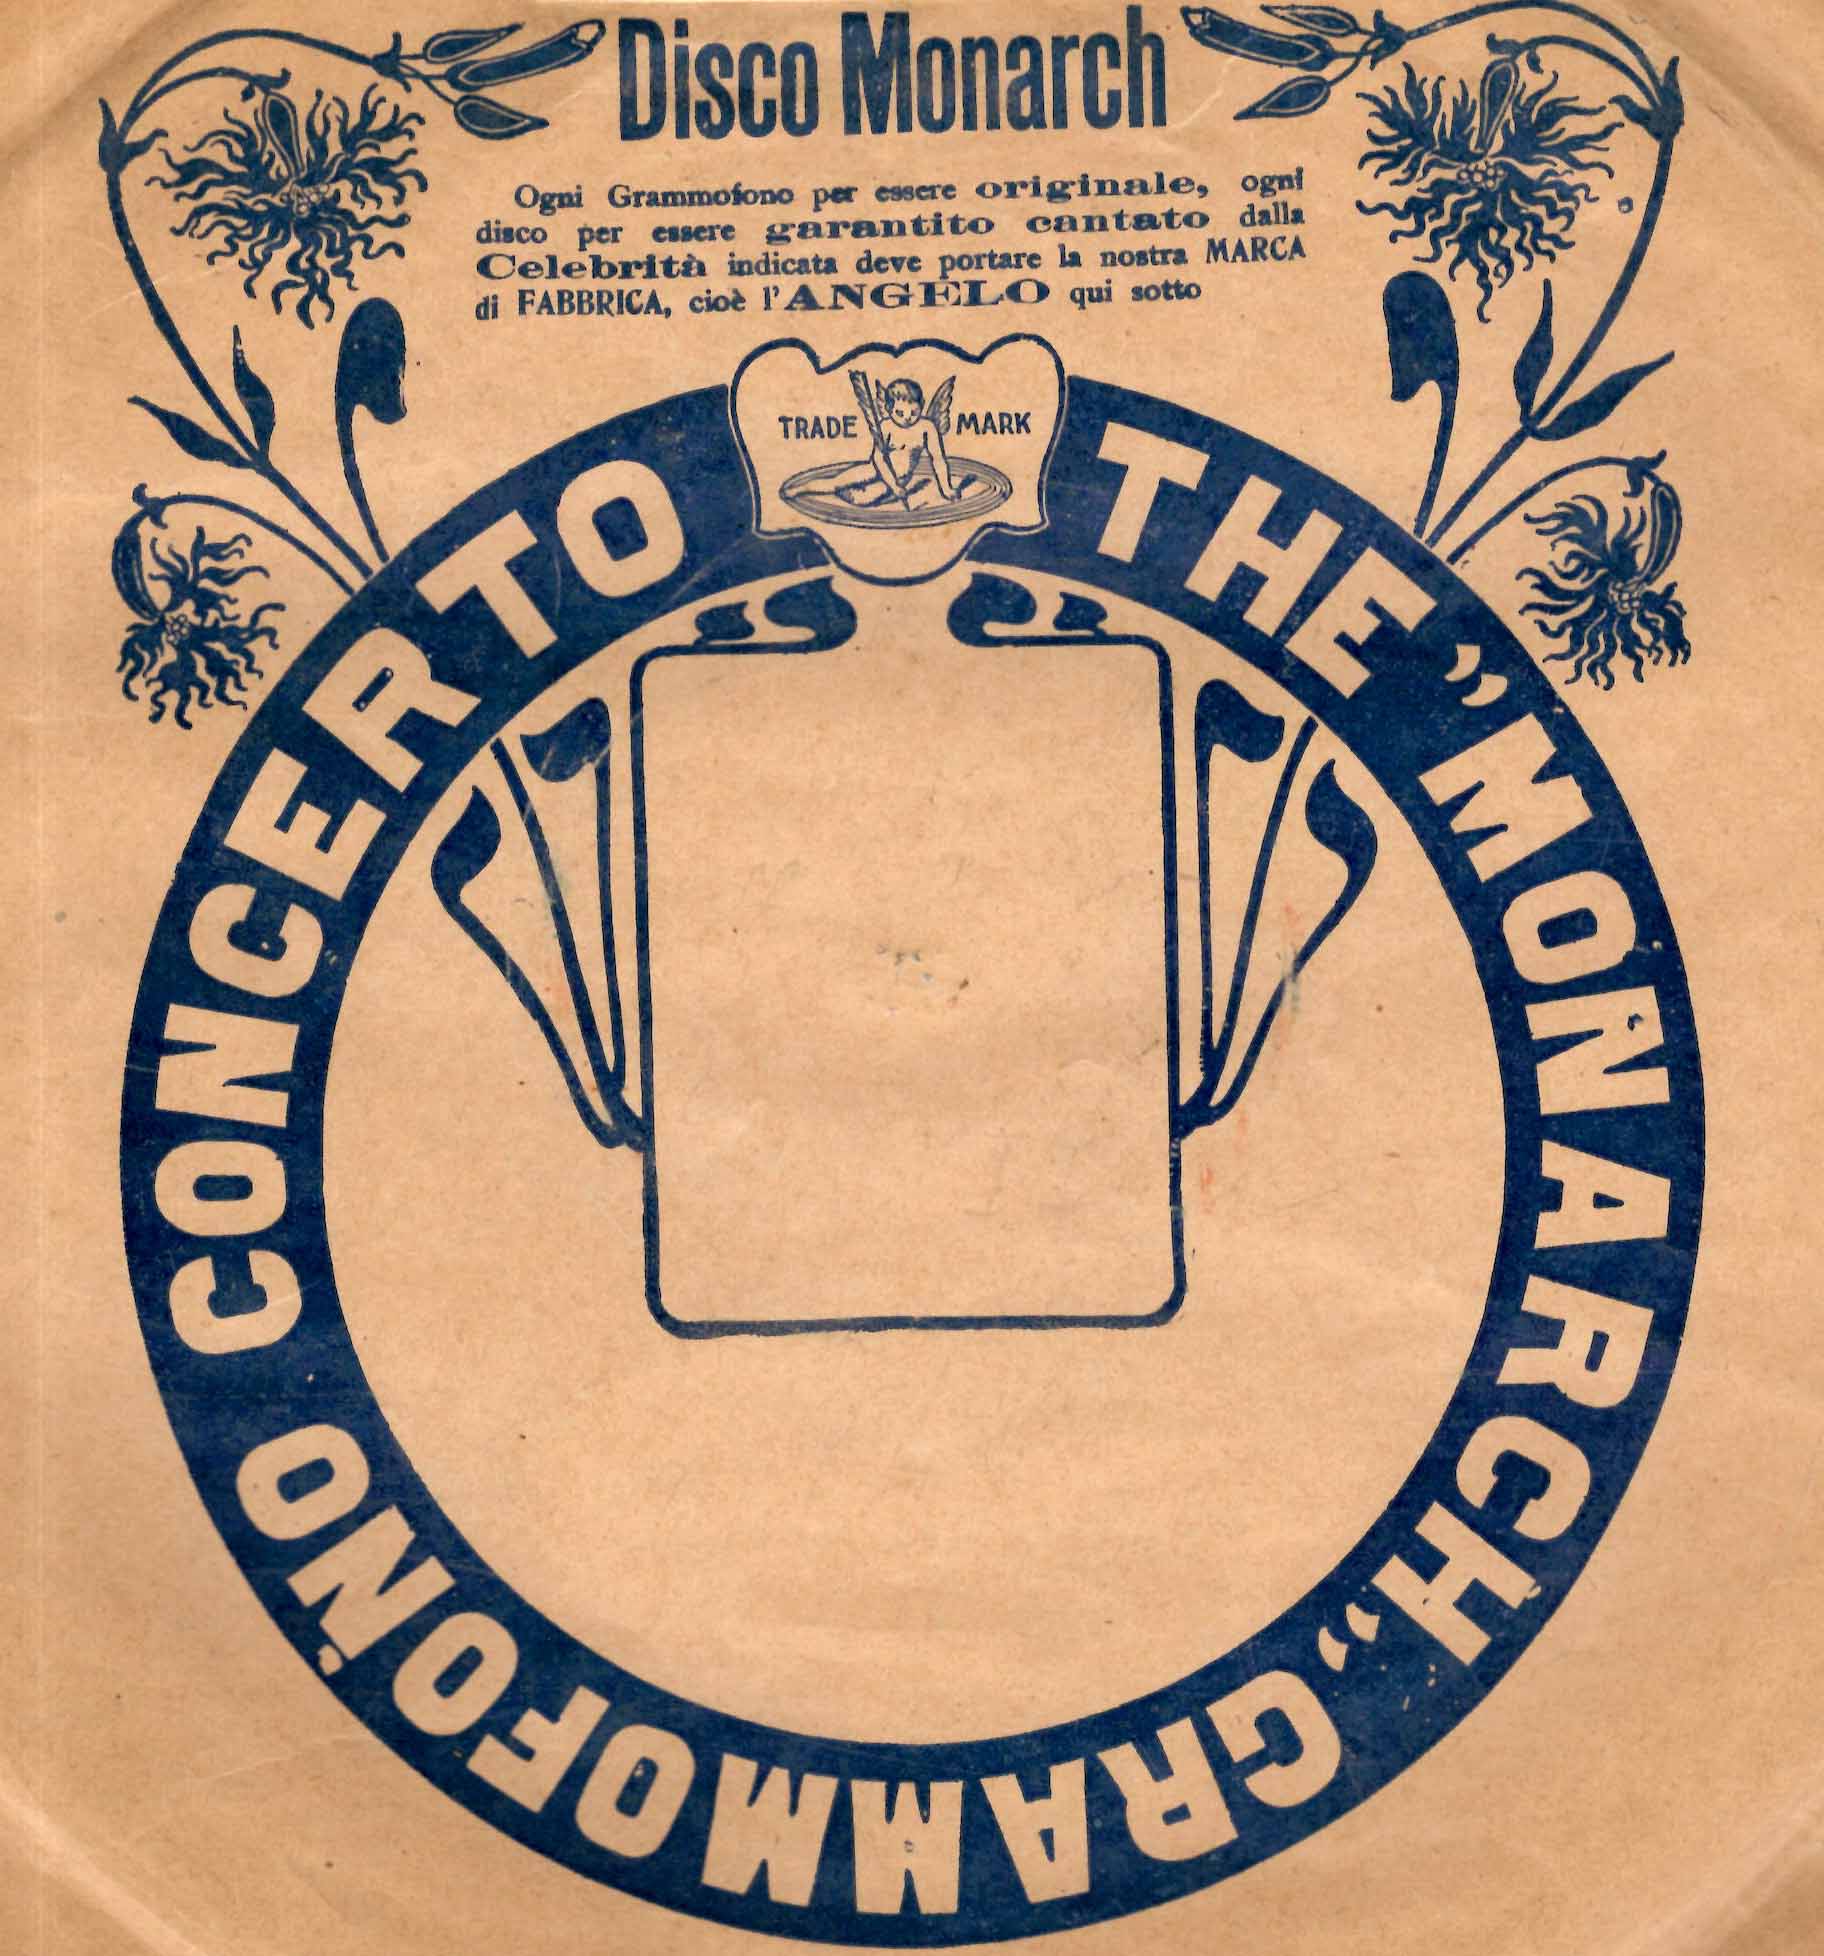 Disco Monarch
Ogni Grammofono per essere originale, ogni
disco per essere garantito cantato dalla
Celebrità indicata deve portare la nostra MARCA
di FABBRICA, cioè l'ANGELO qui sotto
TRADE MARK
THE "MONARCH„ GRAMMOFONO CONCERTO